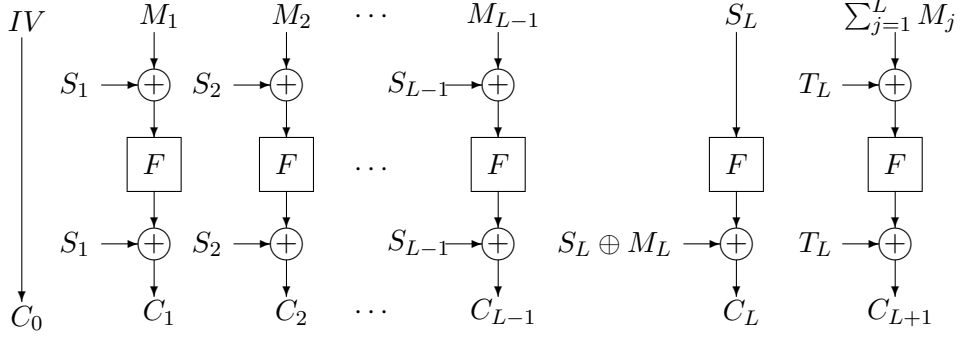 IV M_1 M_2 ⋯ M_{L−1} S_L ∑_{j=1}^{L} M_j
S_1 + S_2 + S_{L−1} + T_L +
F F ⋯ F F F
S_1 + S_2 + S_{L−1} + S_L ⊕ M_L + T_L +
C_0 C_1 C_2 ⋯ C_{L−1} C_L C_{L+1}